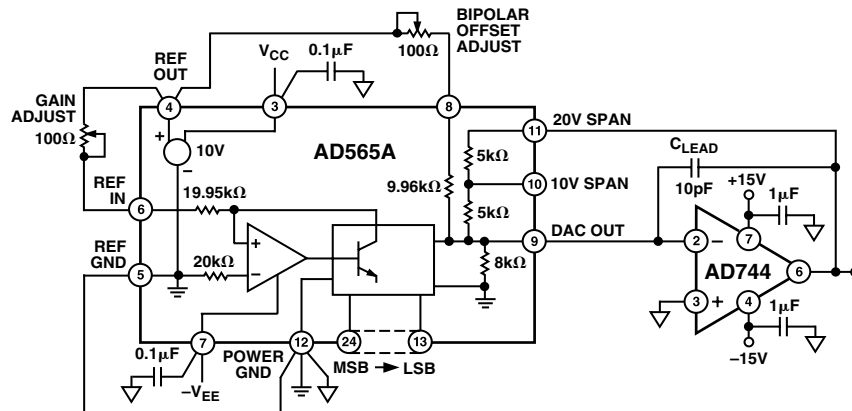 BIPOLAR
OFFSET
ADJUST
100Ω
0.1µF
VCC
REF
OUT
4
3
8
GAIN
ADJUST
100Ω
+
10V
−
AD565A
11
20V SPAN
5kΩ
10
10V SPAN
5kΩ
9.96kΩ
CLEAD
10pF
+15V
1µF
REF
IN
6
19.95kΩ
9
DAC OUT
2
−
7
REF
GND
5
20kΩ
+
−
8kΩ
AD744
6
3
+
4
1µF
−15V
0.1µF
7
−VEE
POWER
GND
12
24
13
MSB
LSB